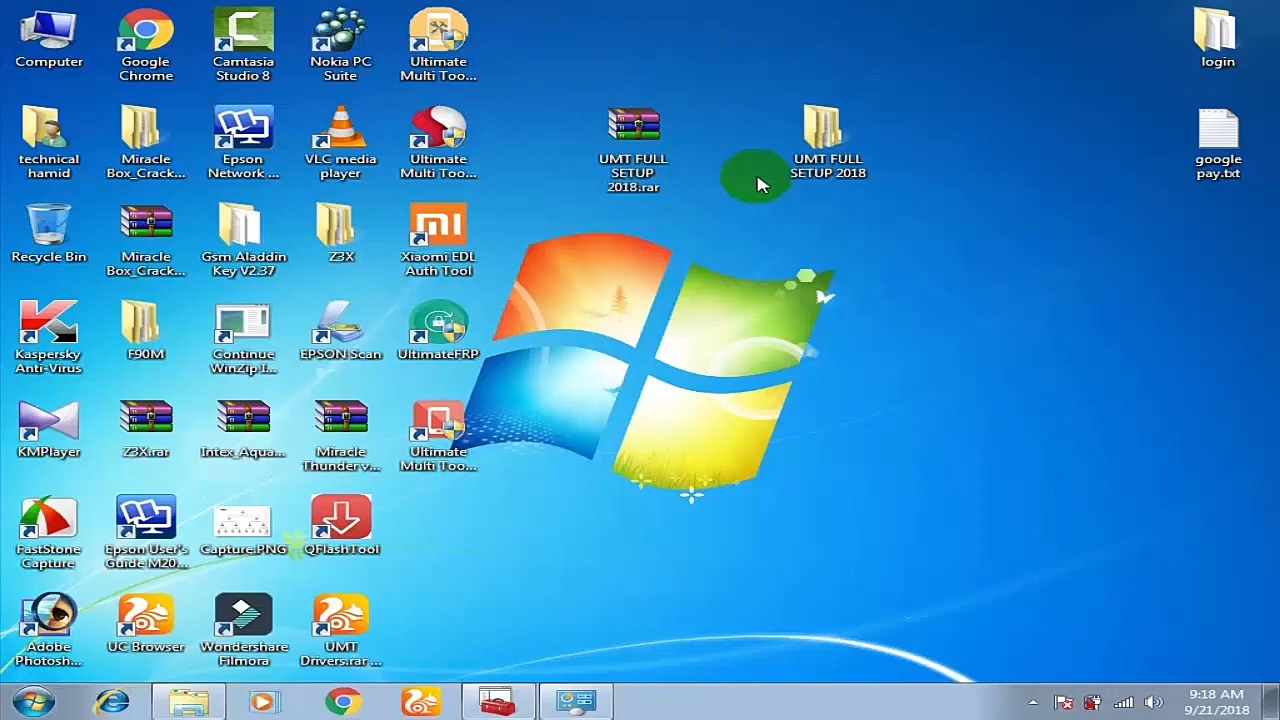 Computer
Google
Chrome
Camtasia
Studio 8
Nokia PC
Suite
Ultimate
Multi Too...
login
technical
hamid
Miracle
Box_Crack...
Epson
Network ...
VLC media
player
Ultimate
Multi Too...
UMT FULL
SETUP
2018.rar
UMT FULL
SETUP 2018
google
pay.txt
Recycle Bin
Miracle
Box_Crack...
Gsm Aladdin
Key V2.37
Z3X
Xiaomi EDL
Auth Tool
Kaspersky
Anti-Virus
F90M
Continue
WinZip I...
EPSON Scan
UltimateFRP
KMPlayer
Z3X.rar
Intex_Aqua...
Miracle
Thunder v...
Ultimate
Multi Too...
FastStone
Capture
Epson User's
Guide M20...
Capture.PNG
QFlashTool
Adobe
Photosh...
UC Browser
Wondershare
Filmora
UMT
Drivers.rar ...
9:18 AM
9/21/2018